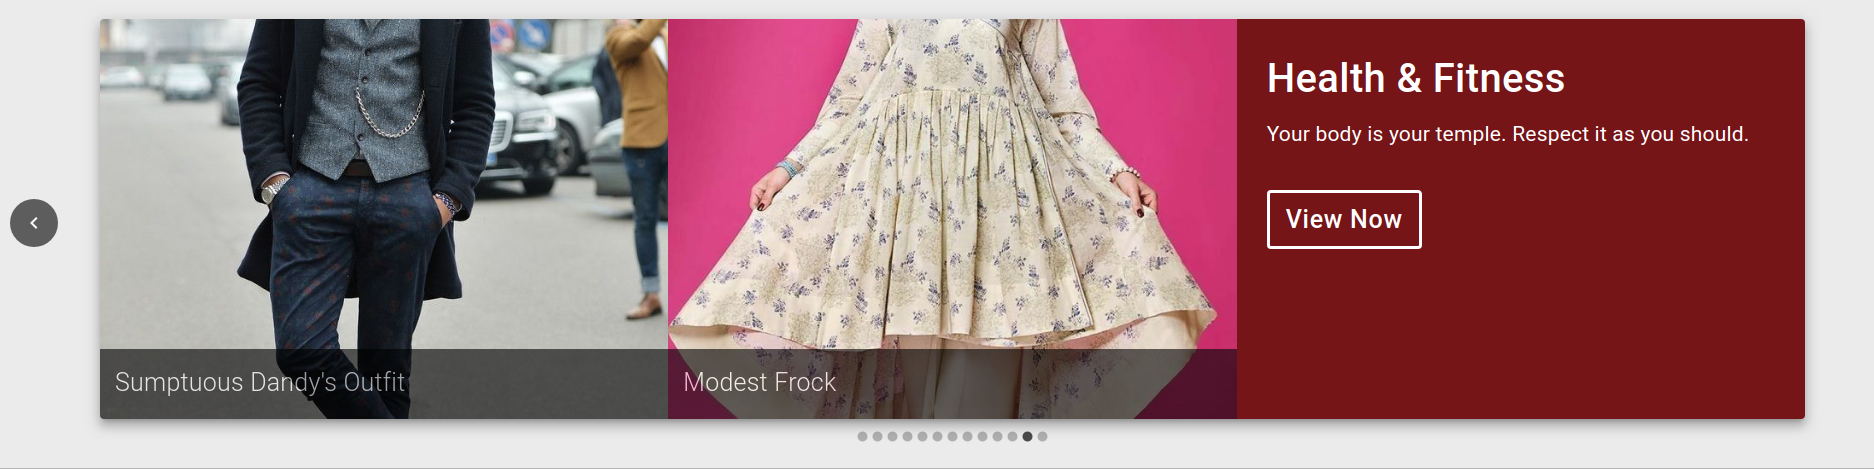 Sumptuous Dandy's Outfit
Modest Frock
Health & Fitness
Your body is your temple. Respect it as you should.
View Now